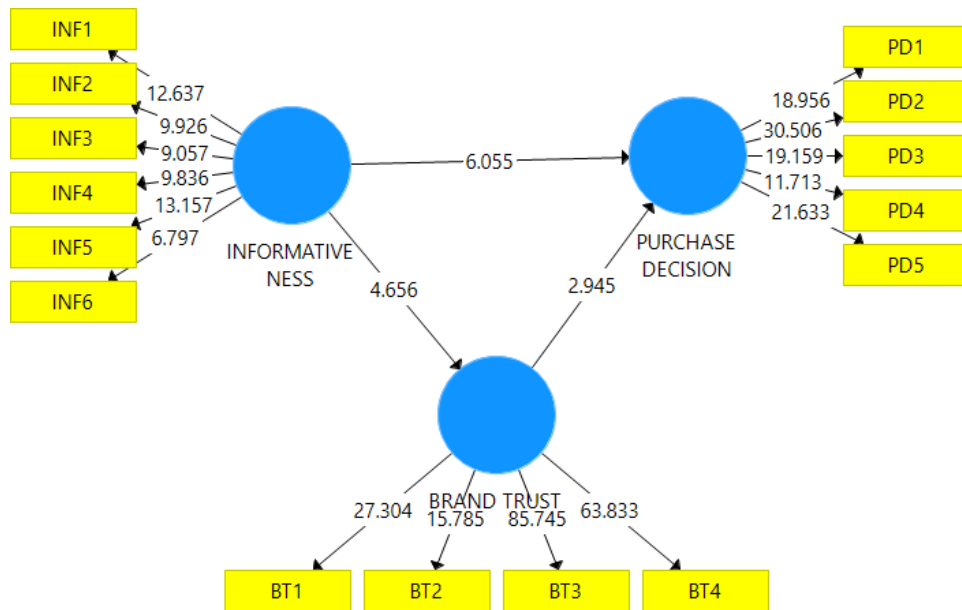 INF1
INF2
INF3
INF4
INF5
INF6
12.637
9.926
9.057
9.836
13.157
6.797
INFORMATIVE
NESS
6.055
4.656
2.945
PURCHASE
DECISION
18.956
30.506
19.159
11.713
21.633
PD1
PD2
PD3
PD4
PD5
BRAND TRUST
27.304
15.785
85.745
63.833
BT1
BT2
BT3
BT4